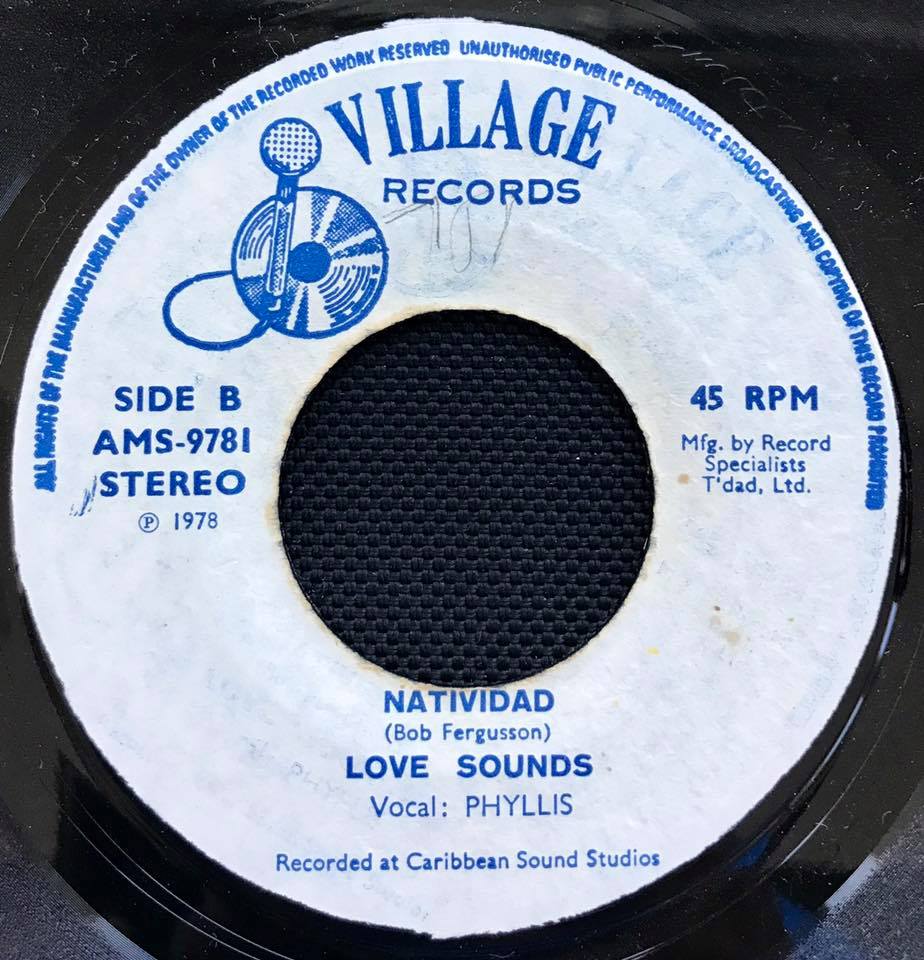 ALL RIGHTS OF THE MANUFACTURER AND OF THE OWNER OF THE RECORDED WORK RESERVED UNAUTHORISED PUBLIC PERFORMANCE BROADCASTING AND COPYING OF THIS RECORD PROHIBITED
VILLAGE
RECORDS
SIDE B
AMS-9781
STEREO
℗ 1978
45 RPM
Mfg. by Record
Specialists
T'dad, Ltd.
NATIVIDAD
(Bob Fergusson)
LOVE SOUNDS
Vocal: PHYLLIS
Recorded at Caribbean Sound Studios